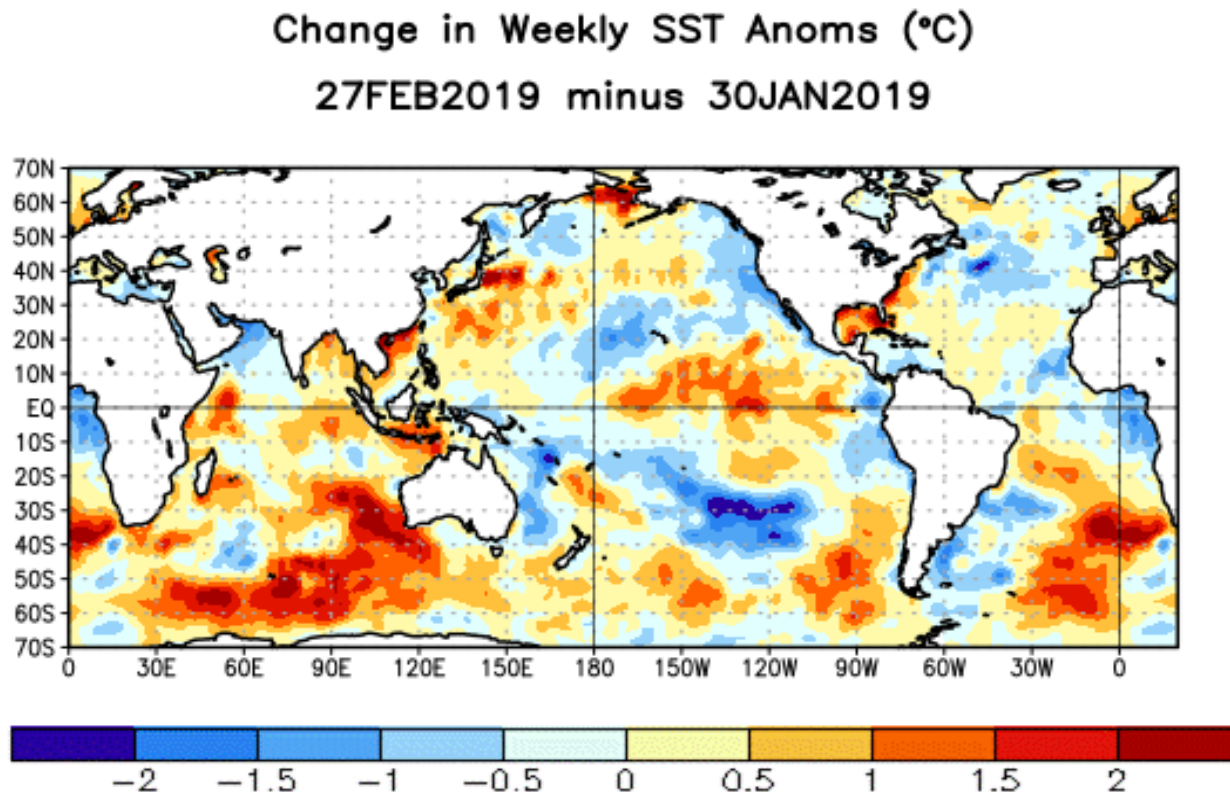 Change in Weekly SST Anoms (°C)
27FEB2019 minus 30JAN2019
70N
60N
50N
40N
30N
20N
10N
EQ
10S
20S
30S
40S
50S
60S
70S
0 30E 60E 90E 120E 150E 180 150W 120W 90W 60W 30W 0
−2 −1.5 −1 −0.5 0 0.5 1 1.5 2